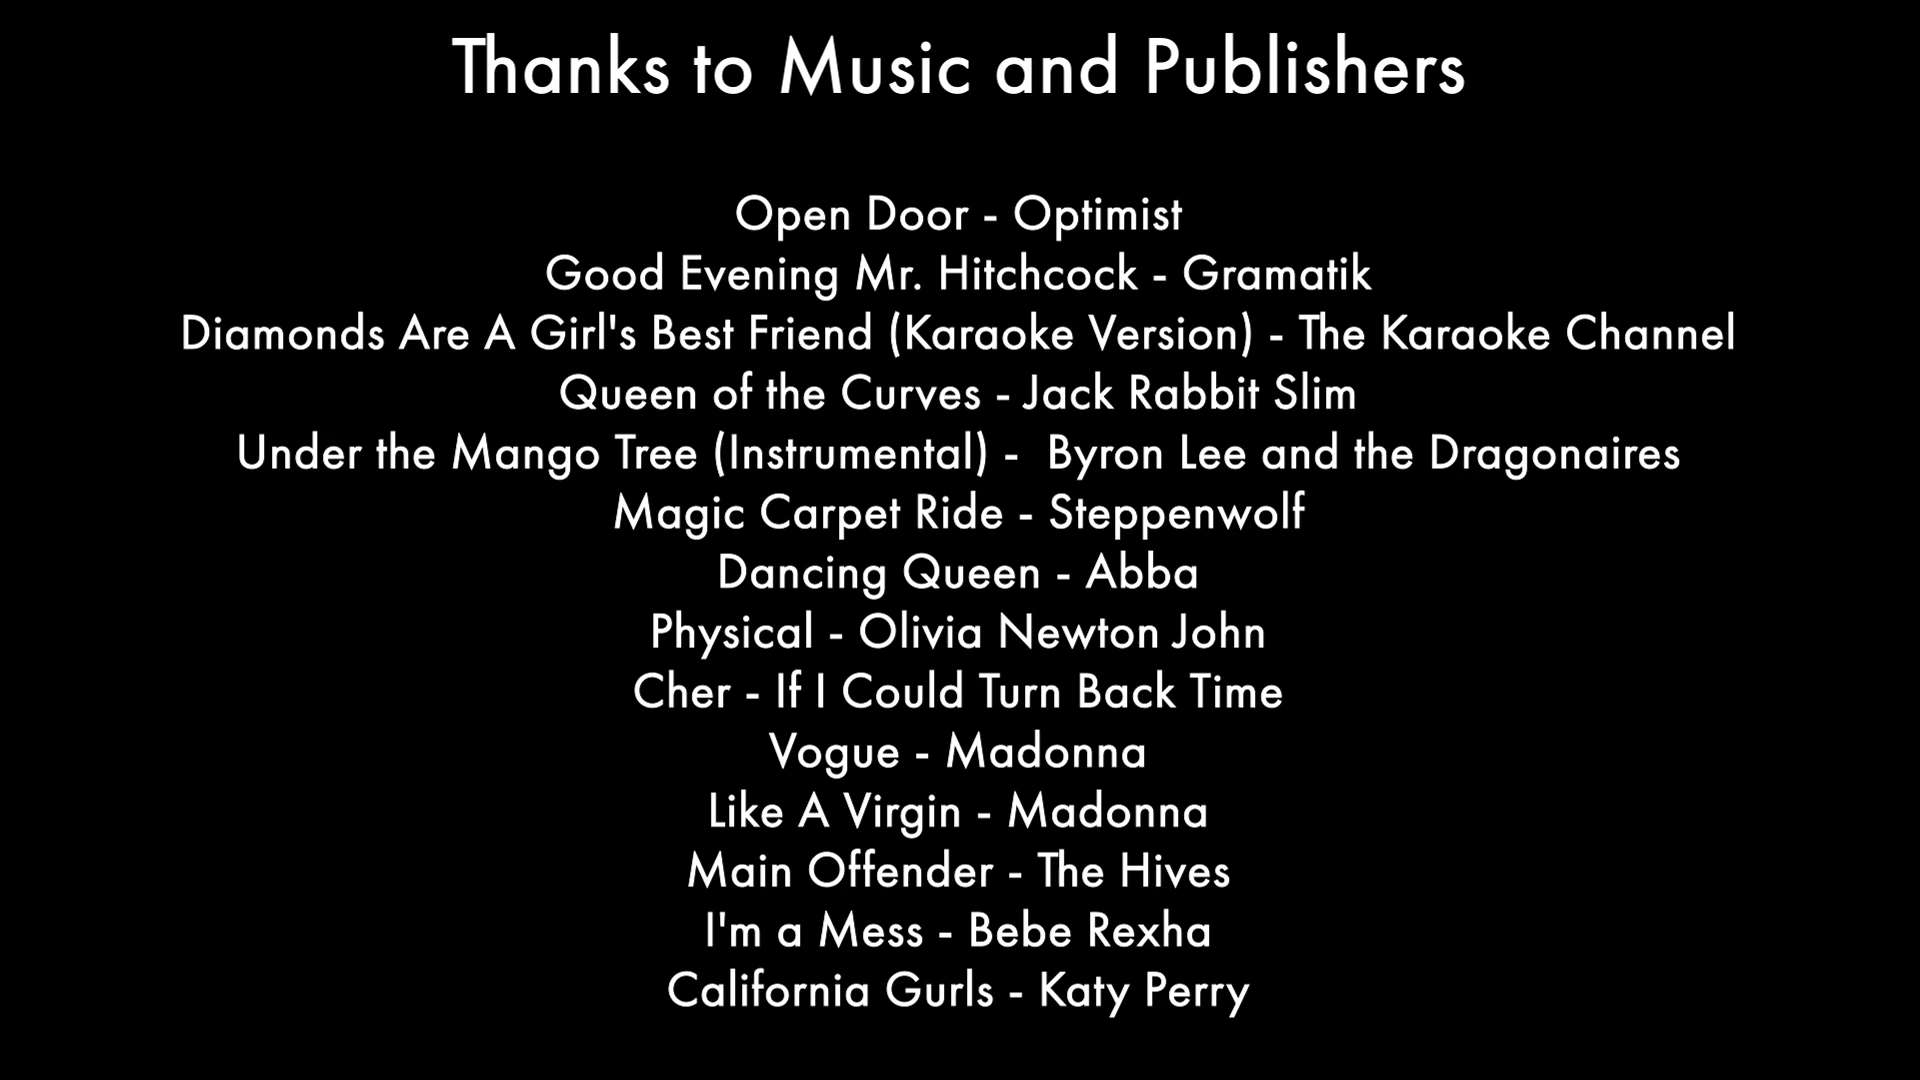 Thanks to Music and Publishers
Open Door - Optimist
Good Evening Mr. Hitchcock - Gramatik
Diamonds Are A Girl's Best Friend (Karaoke Version) - The Karaoke Channel
Queen of the Curves - Jack Rabbit Slim
Under the Mango Tree (Instrumental) -  Byron Lee and the Dragonaires
Magic Carpet Ride - Steppenwolf
Dancing Queen - Abba
Physical - Olivia Newton John
Cher - If I Could Turn Back Time
Vogue - Madonna
Like A Virgin - Madonna
Main Offender - The Hives
I'm a Mess - Bebe Rexha
California Gurls - Katy Perry